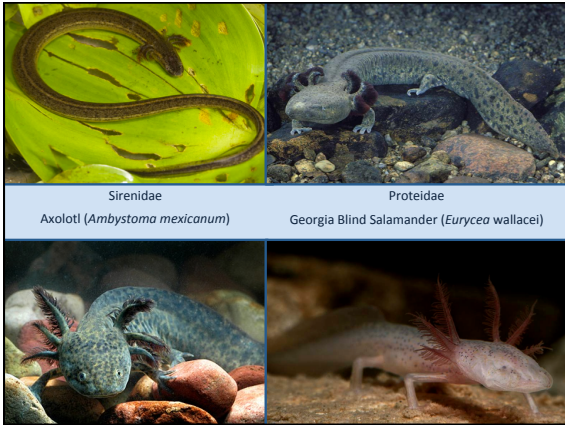 Sirenidae
Proteidae
Axolotl (Ambystoma mexicanum)
Georgia Blind Salamander (Eurycea wallacei)